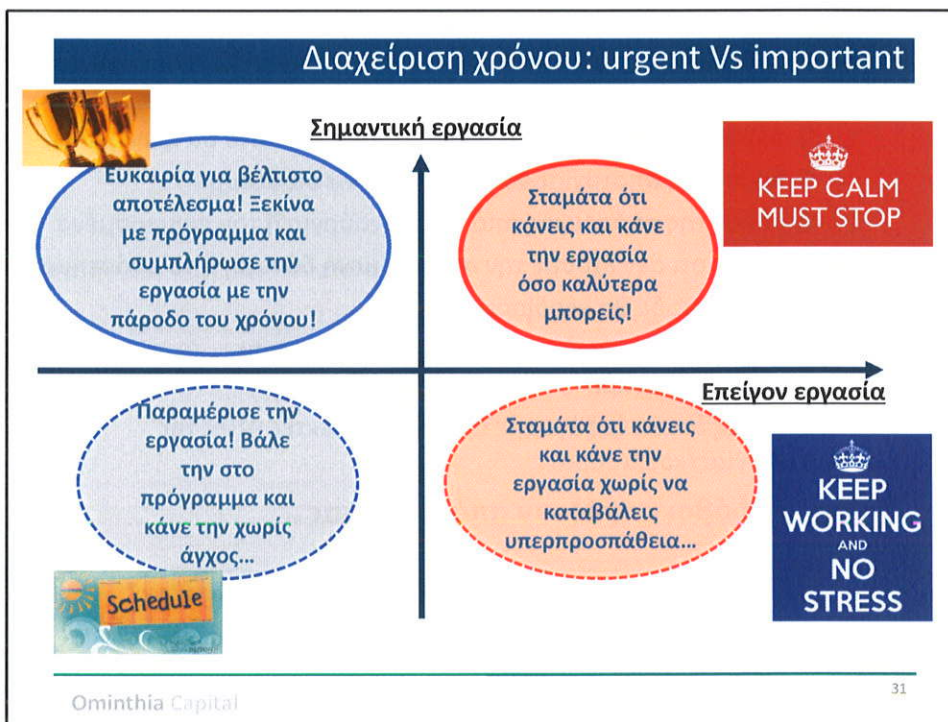 Διαχείριση χρόνου: urgent Vs important
Σημαντική εργασία
Ευκαιρία για βέλτιστο
αποτέλεσμα! Ξεκίνα
με πρόγραμμα και
συμπλήρωσε την
εργασία με την
πάροδο του χρόνου!
Σταμάτα ότι
κάνεις και κάνε
την εργασία
όσο καλύτερα
μπορείς!
KEEP CALM
MUST STOP
Επείγον εργασία
Παραμέρισε την
εργασία! Βάλε
την στο
πρόγραμμα και
κάνε την χωρίς
άγχος...
Σταμάτα ότι κάνεις
και κάνε την
εργασία χωρίς να
καταβάλεις
υπερπροσπάθεια...
KEEP
WORKING
AND
NO
STRESS
Schedule
Ominthia Capital
31